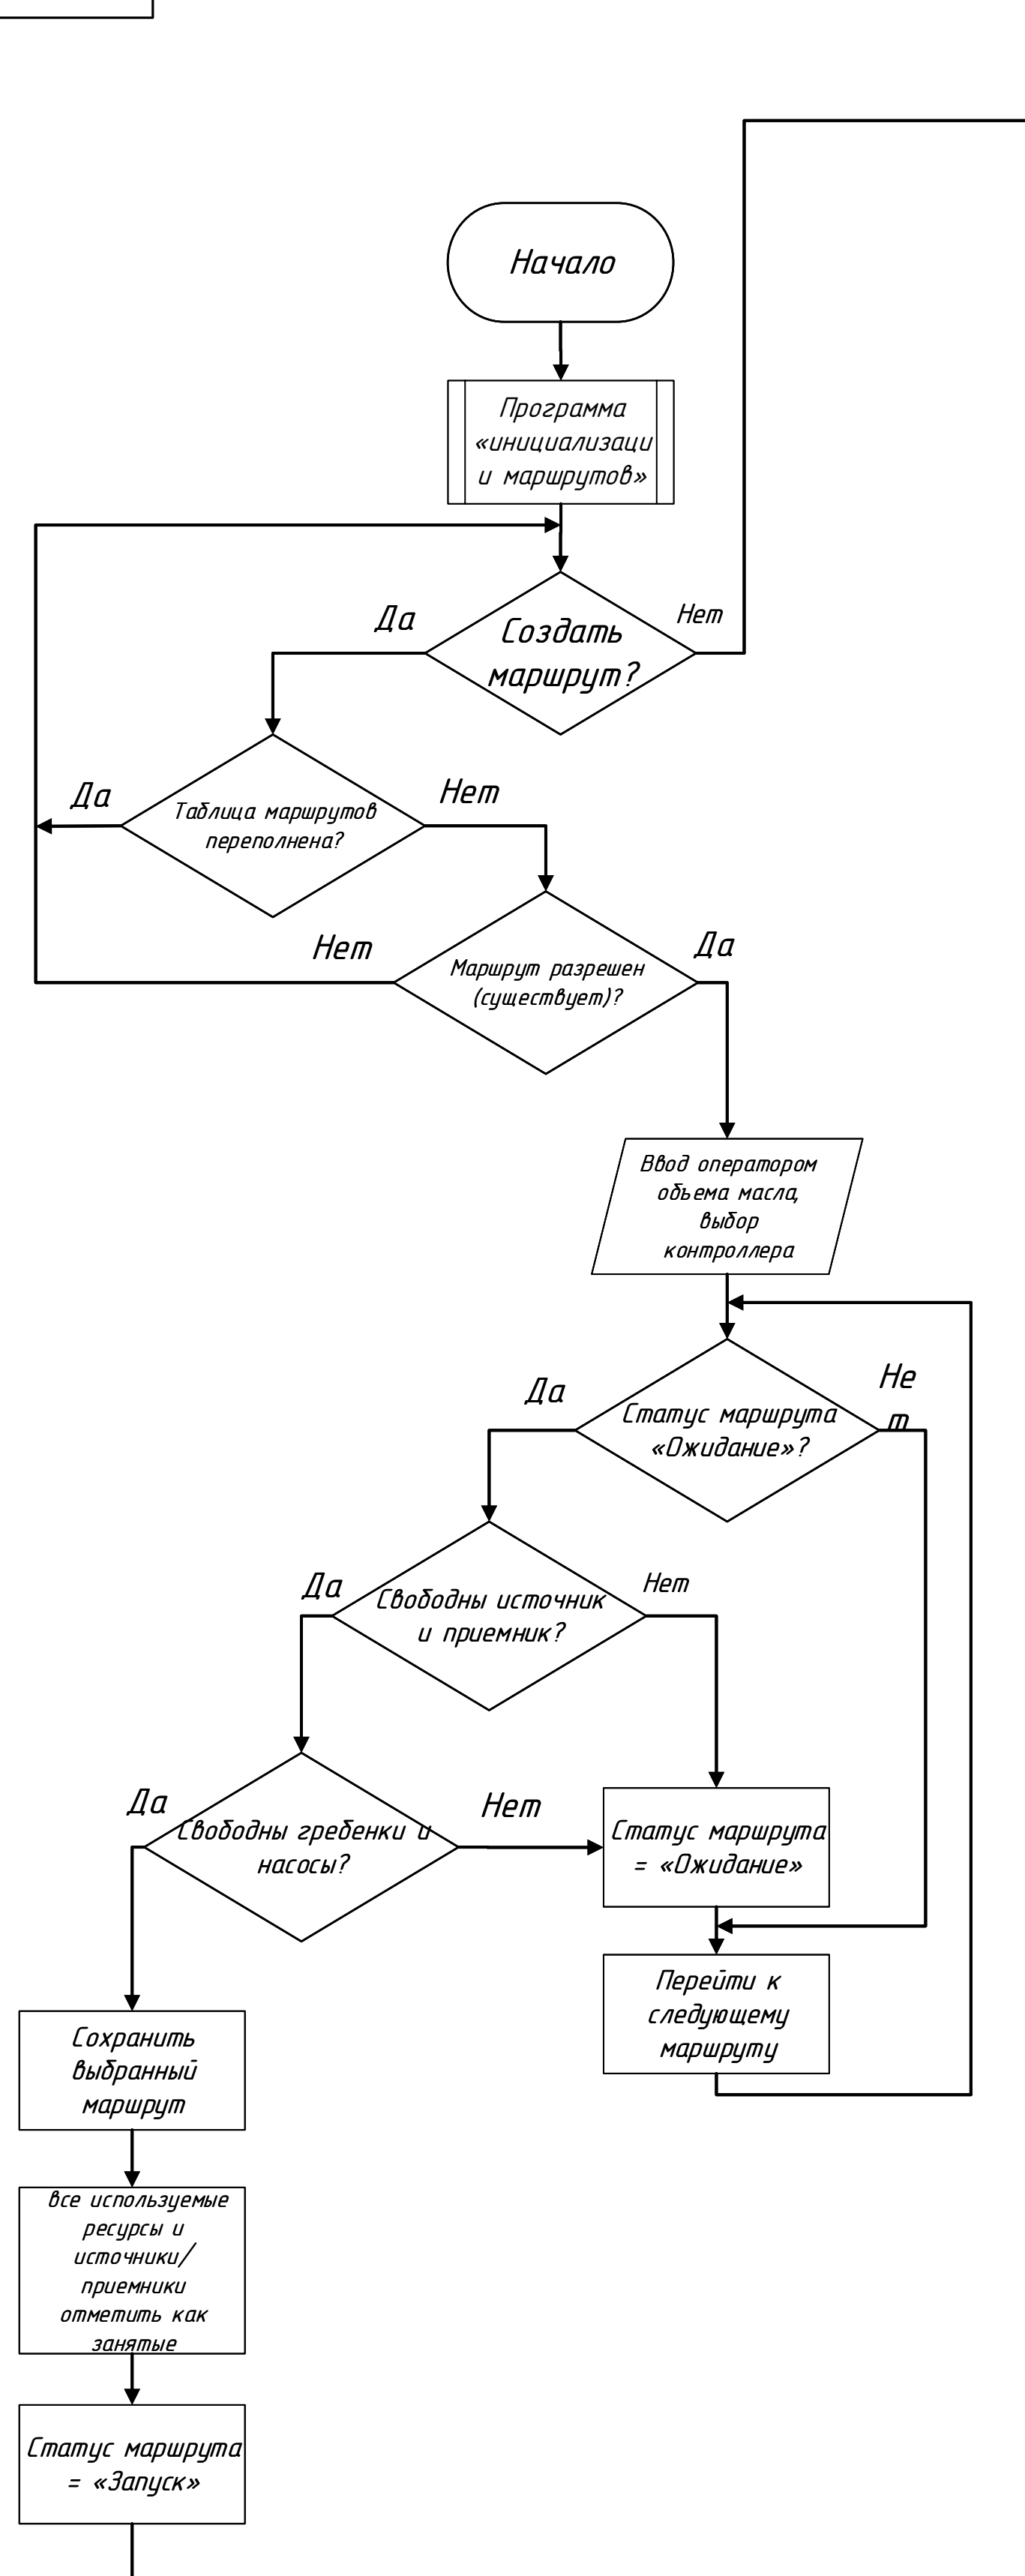 Начало
Программа
«инициализаци
и маршрутов»
Да
Создать
маршрут?
Нет
Да
Таблица маршрутов
переполнена?
Нет
Нет
Маршрут разрешен
(существует)?
Да
Ввод оператором
объема масла,
выбор
контроллера
Да
Статус маршрута
«Ожидание»?
Не
т
Да
Свободны источник
и приемник?
Нет
Да
Свободны гребенки и
насосы?
Нет
Статус маршрута
= «Ожидание»
Перейти к
следующему
маршруту
Сохранить
выбранный
маршрут
все используемые
ресурсы и
источники/
приемники
отметить как
занятые
Статус маршрута
= «Запуск»